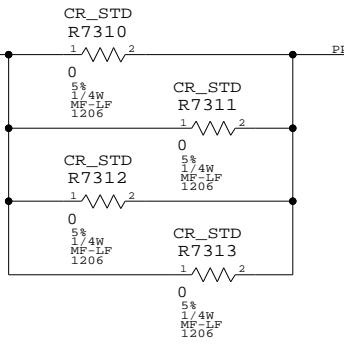 CR_STD
R7310
1 2
PP
0
5%
1/4W
MF-LF
1206
CR_STD
R7311
1 2
0
5%
1/4W
MF-LF
1206
CR_STD
R7312
1 2
0
5%
1/4W
MF-LF
1206
CR_STD
R7313
1 2
0
5%
1/4W
MF-LF
1206